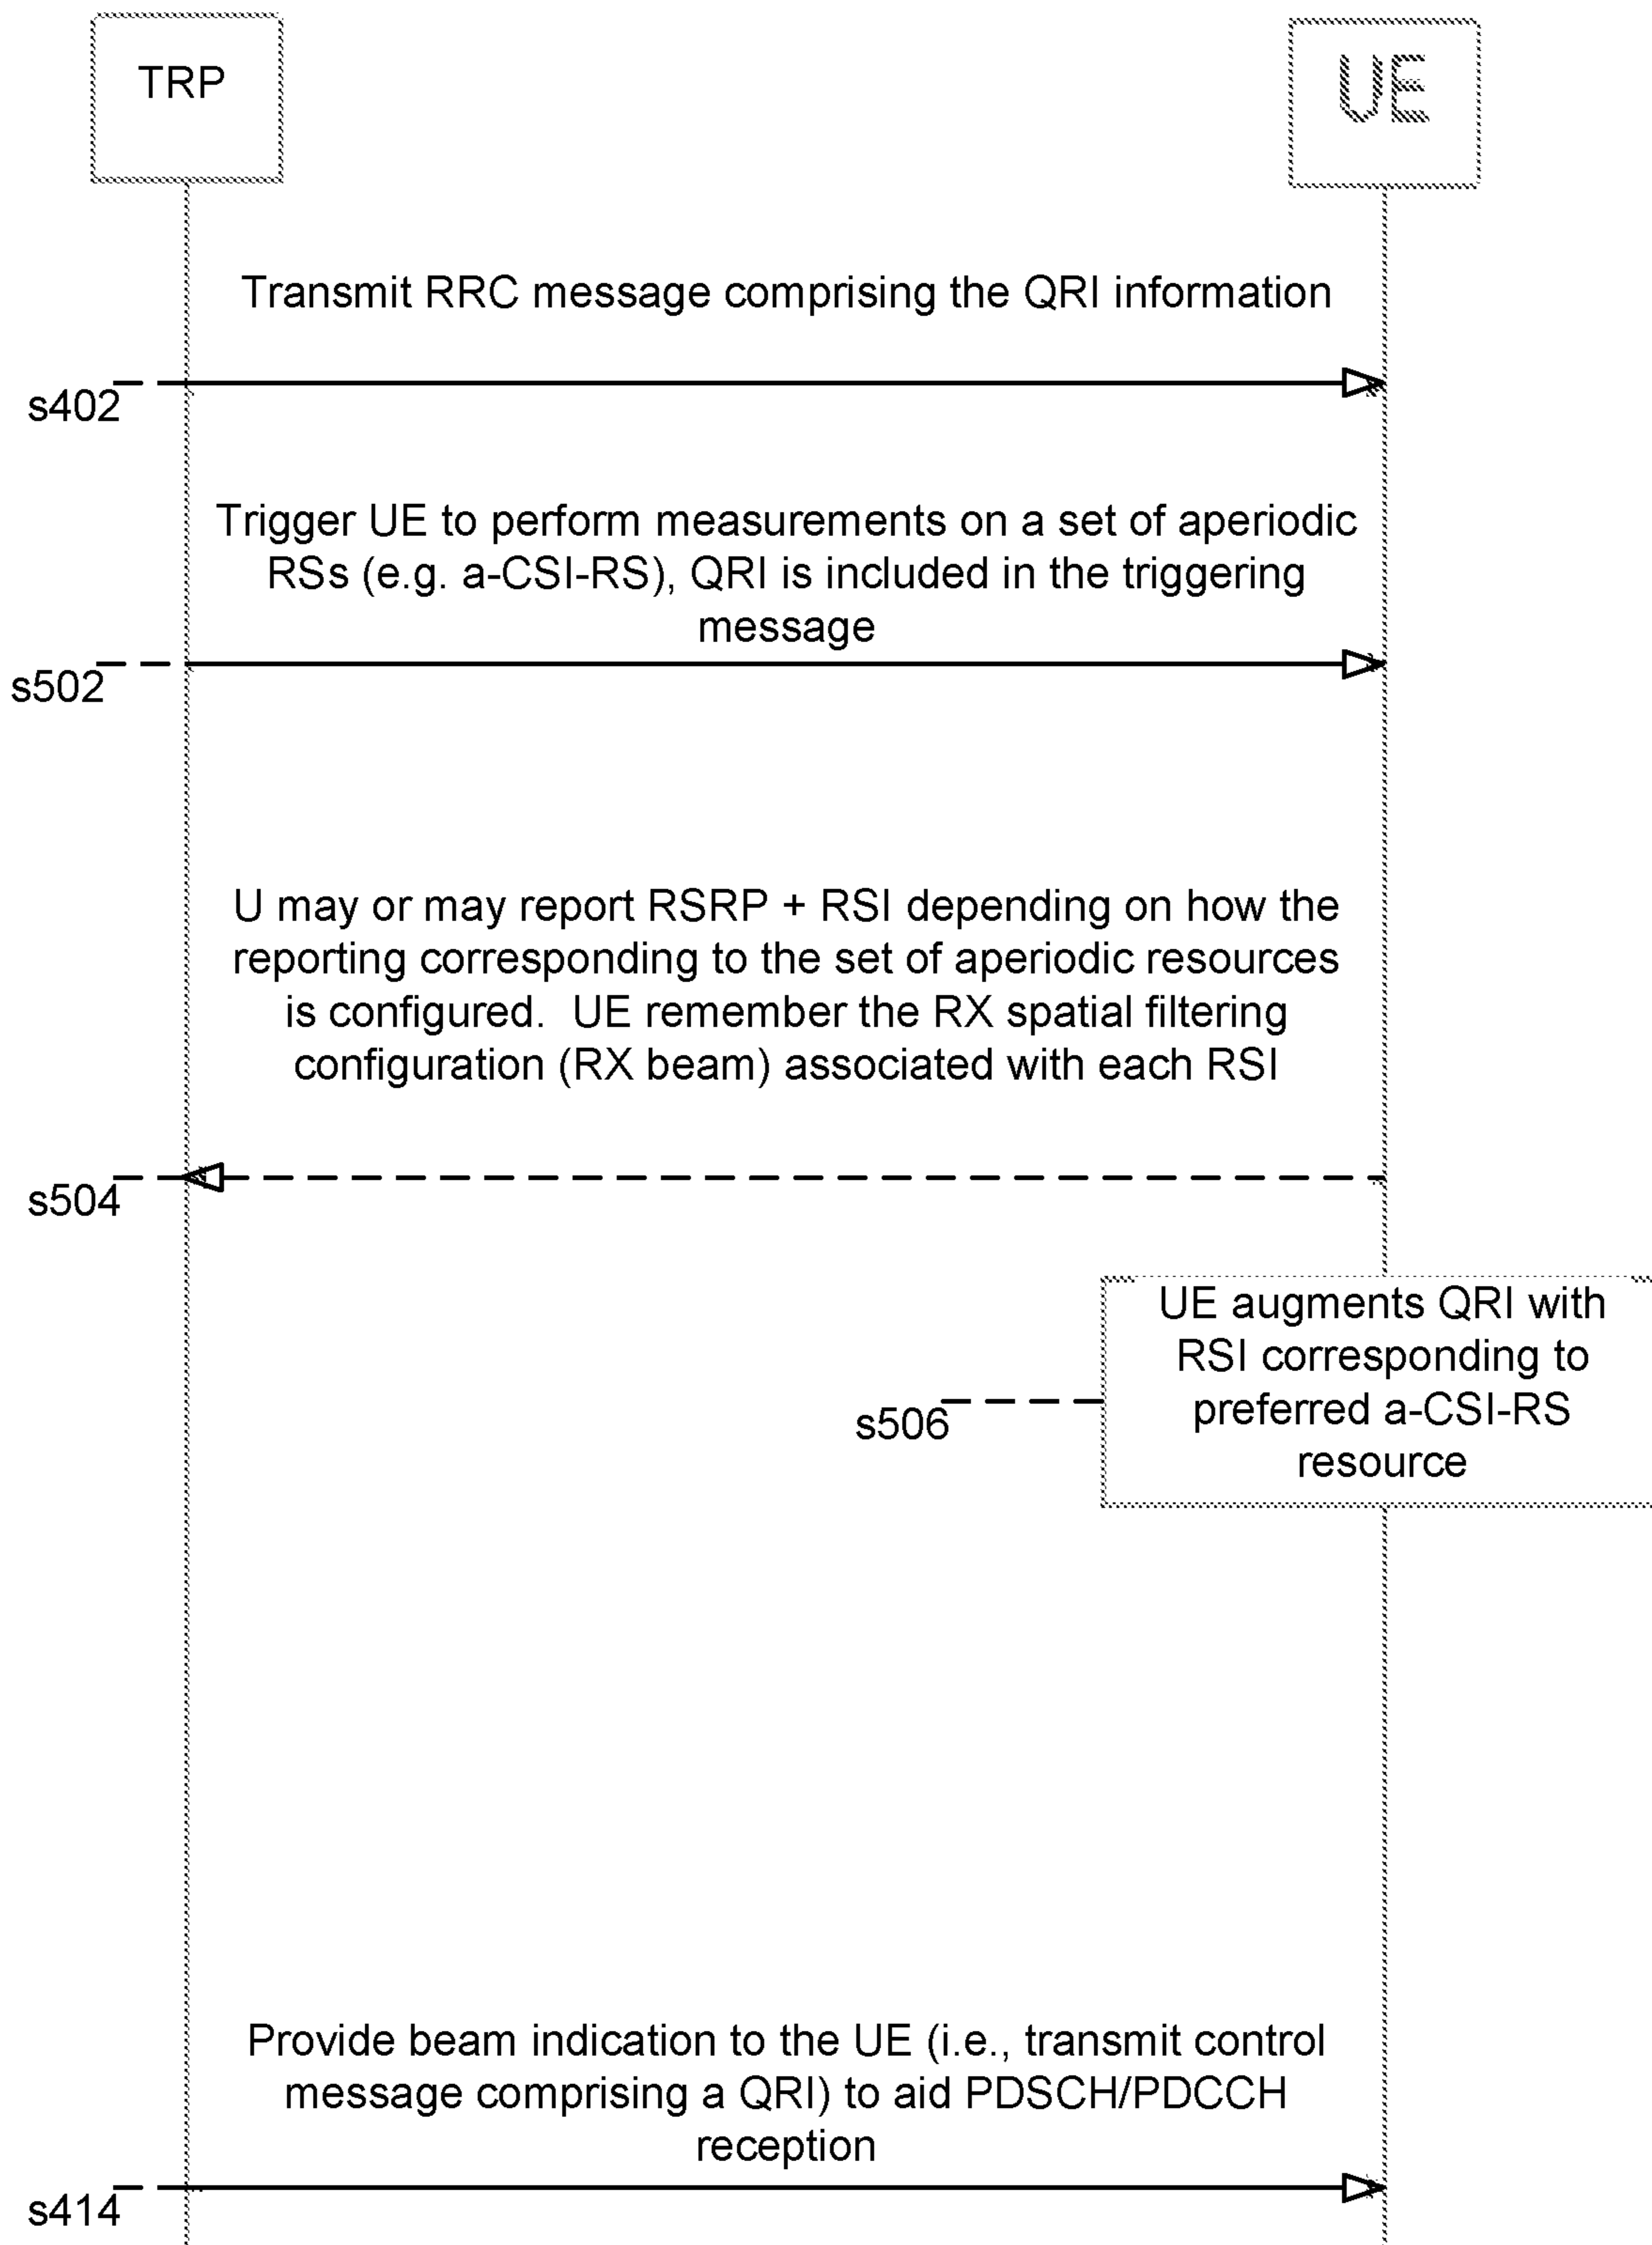 TRP
UE
Transmit RRC message comprising the QRI information
s402
Trigger UE to perform measurements on a set of aperiodic
RSs (e.g. a-CSI-RS), QRI is included in the triggering
message
s502
U may or may report RSRP + RSI depending on how the
reporting corresponding to the set of aperiodic resources
is configured.  UE remember the RX spatial filtering
configuration (RX beam) associated with each RSI
s504
UE augments QRI with
RSI corresponding to
preferred a-CSI-RS
resource
s506
Provide beam indication to the UE (i.e., transmit control
message comprising a QRI) to aid PDSCH/PDCCH
reception
s414